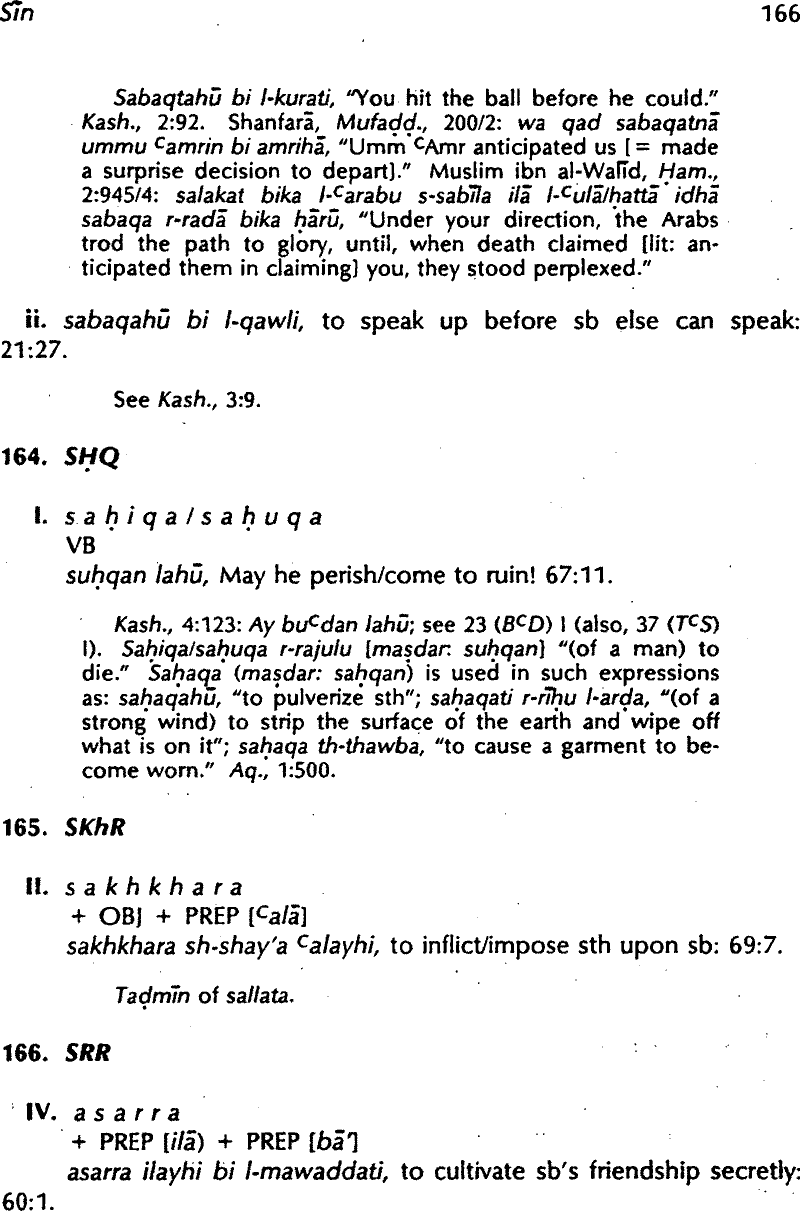 Sīn 166
Sabaqtahū bi l-kurati, "You hit the ball before he could."
Kash., 2:92. Shanfarā, Mufaḍḍ., 200/2: wa qad sabaqatnā
ummu ᶜamrin bi amrihā, "Umm ᶜAmr anticipated us [= made
a surprise decision to depart]." Muslim ibn al-Walīd, Ḥam.,
2:945/4: salakat bika l-ᶜarabu s-sabīla ilā l-ᶜulā/ḥattā idhā
sabaqa r-radā bika ḥārū, "Under your direction, the Arabs
trod the path to glory, until, when death claimed [lit: an-
ticipated them in claiming] you, they stood perplexed."
ii. sabaqahū bi l-qawli, to speak up before sb else can speak:
21:27.
See Kash., 3:9.
164. SḤQ
I. s a ḥ i q a / s a ḥ u q a
VB
suḥqan lahū, May he perish/come to ruin! 67:11.
Kash., 4:123: Ay buᶜdan lahū; see 23 (BᶜD) I (also, 37 (TᶜS)
I). Saḥiqa/saḥuqa r-rajulu [maṣdar: suḥqan] "(of a man) to
die." Saḥaqa (maṣdar: saḥqan) is used in such expressions
as: saḥaqahū, "to pulverize sth"; saḥaqati r-rīḥu l-arḍa, "(of a
strong wind) to strip the surface of the earth and wipe off
what is on it"; saḥaqa th-thawba, "to cause a garment to be-
come worn." Aq., 1:500.
165. SKhR
II. s a k h k h a r a
+ OBJ + PREP [ᶜalā]
sakhkhara sh-shay'a ᶜalayhi, to inflict/impose sth upon sb: 69:7.
Taḍmīn of sallata.
166. SRR
IV. a s a r r a
+ PREP [ilā) + PREP [bā']
asarra ilayhi bi l-mawaddati, to cultivate sb's friendship secretly:
60:1.